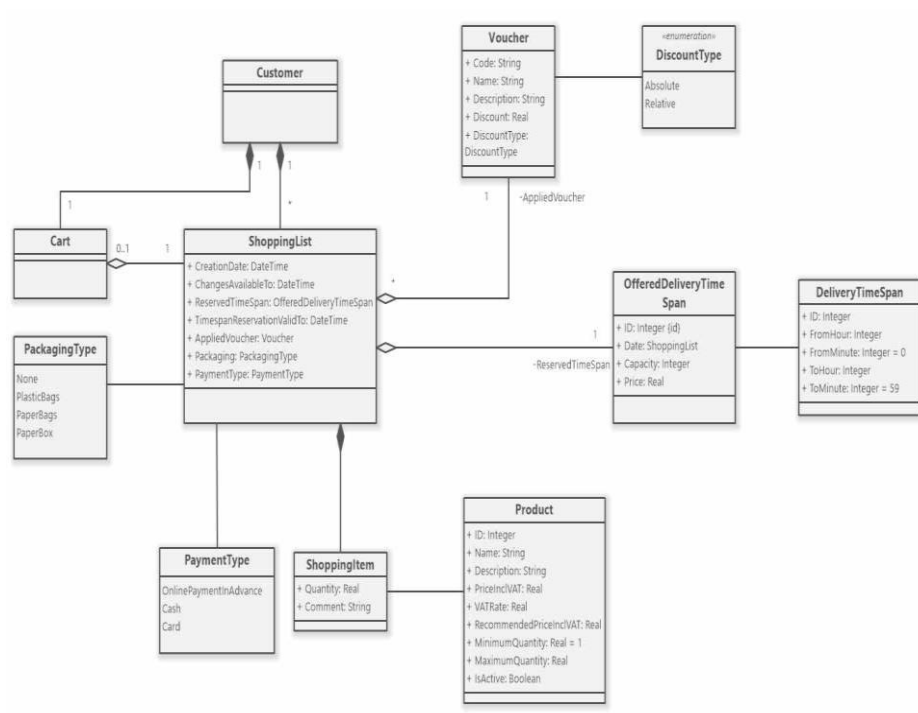 Customer
1
1
1
*
Voucher
+ Code: String
+ Name: String
+ Description: String
+ Discount: Real
+ DiscountType:
DiscountType
«enumeration»
DiscountType
Absolute
Relative
1
-AppliedVoucher
Cart
0..1
1
ShoppingList
+ CreationDate: DateTime
+ ChangesAvailableTo: DateTime
+ ReservedTimeSpan: OfferedDeliveryTimeSpan
+ TimespanReservationValidTo: DateTime
+ AppliedVoucher: Voucher
+ Packaging: PackagingType
+ PaymentType: PaymentType
*
1
-ReservedTimeSpan
OfferedDeliveryTime
Span
+ ID: Integer {id}
+ Date: ShoppingList
+ Capacity: Integer
+ Price: Real
DeliveryTimeSpan
+ ID: Integer
+ FromHour: Integer
+ FromMinute: Integer = 0
+ ToHour: Integer
+ ToMinute: Integer = 59
PackagingType
None
PlasticBags
PaperBags
PaperBox
PaymentType
OnlinePaymentInAdvance
Cash
Card
ShoppingItem
+ Quantity: Real
+ Comment: String
Product
+ ID: Integer
+ Name: String
+ Description: String
+ PriceInclVAT: Real
+ VATRate: Real
+ RecommendedPriceInclVAT: Real
+ MinimumQuantity: Real = 1
+ MaximumQuantity: Real
+ IsActive: Boolean